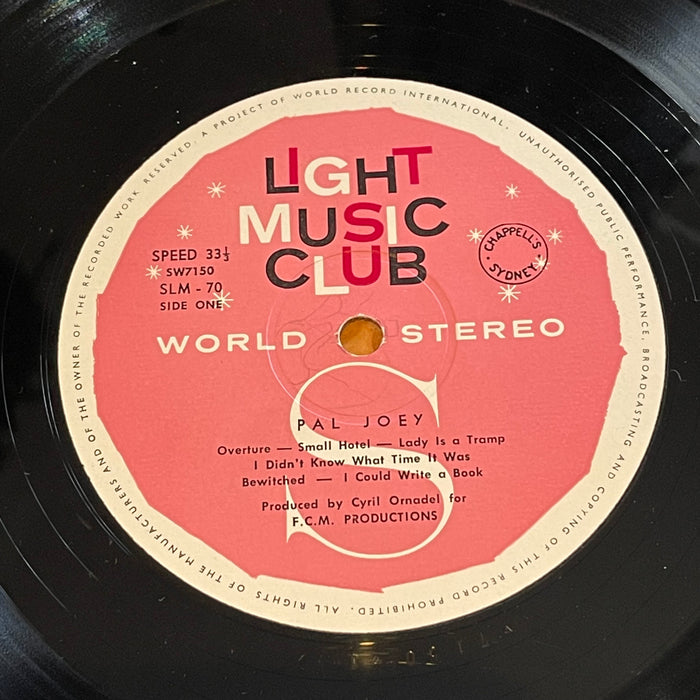 ALL RIGHTS OF THE MANUFACTURERS AND OF THE OWNER OF THE RECORDED WORK RESERVED. A PROJECT OF WORLD RECORD INTERNATIONAL. UNAUTHORISED PUBLIC PERFORMANCE, BROADCASTING AND COPYING OF THIS RECORD PROHIBITED.
LIGHT
MUSIC
CLUB
SPEED 33⅓
SW7150
SLM - 70
SIDE ONE
• CHAPPELL'S •
SYDNEY
WORLD STEREO
S
PAL JOEY
Overture — Small Hotel — Lady Is a Tramp
I Didn't Know What Time It Was
Bewitched — I Could Write a Book
Produced by Cyril Ornadel for
F.C.M. PRODUCTIONS